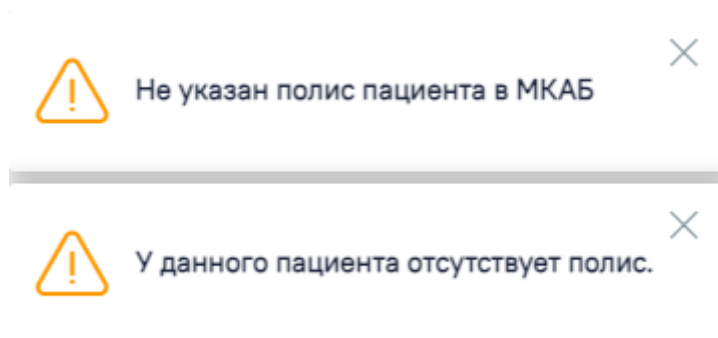 Не указан полис пациента в МКАБ
У данного пациента отсутствует полис.